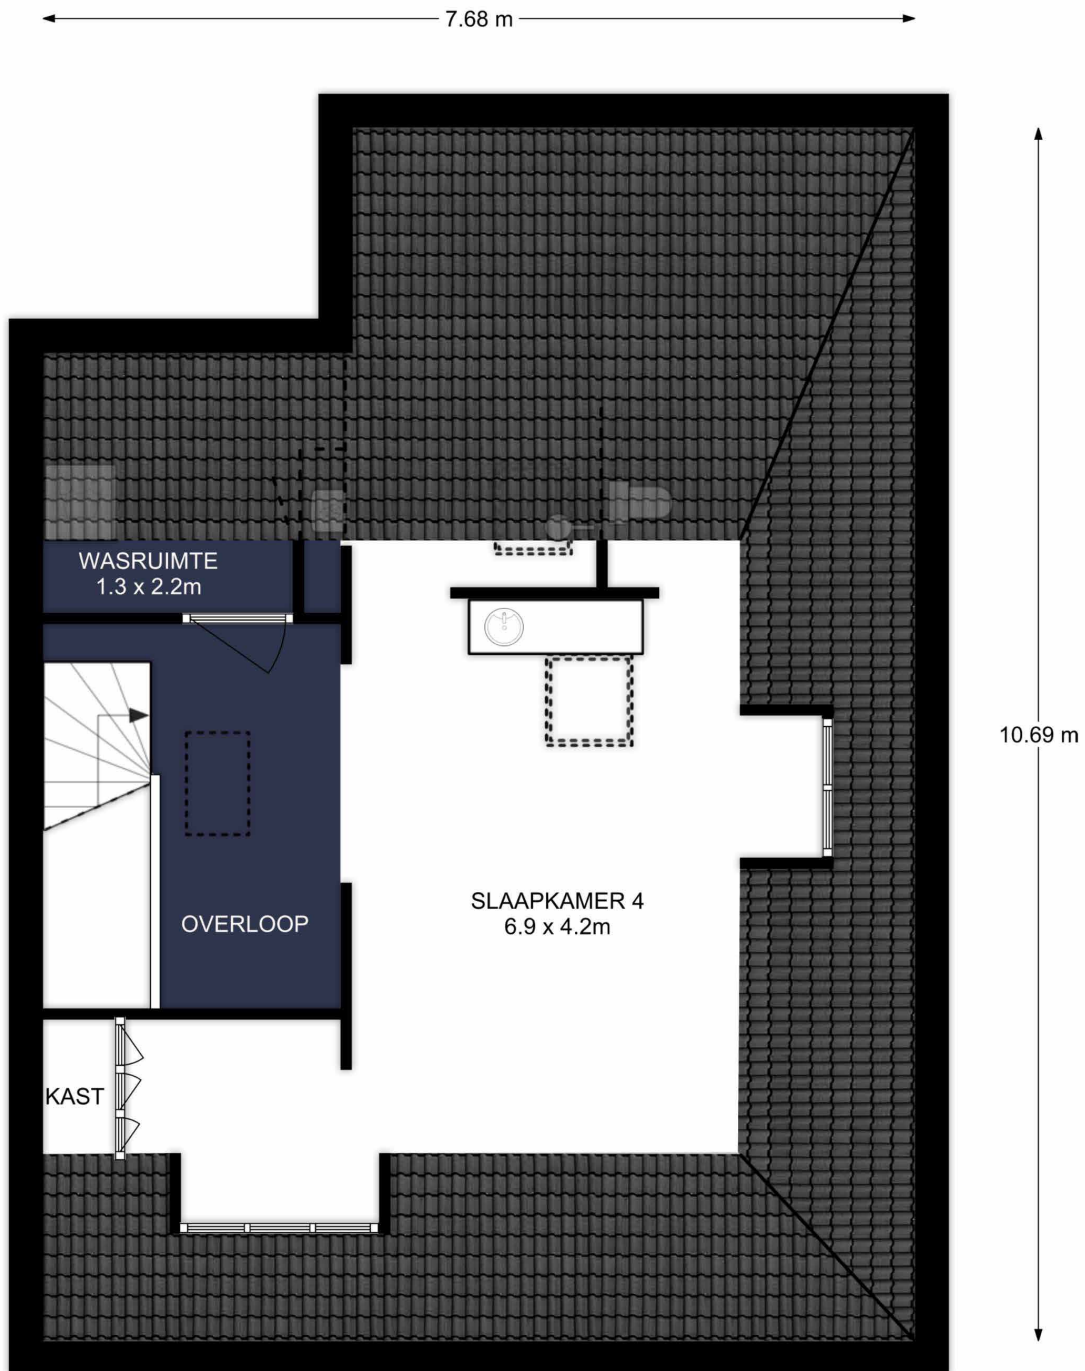 7.68 m
WASRUIMTE
1.3 x 2.2m
10.69 m
SLAAPKAMER 4
6.9 x 4.2m
OVERLOOP
KAST